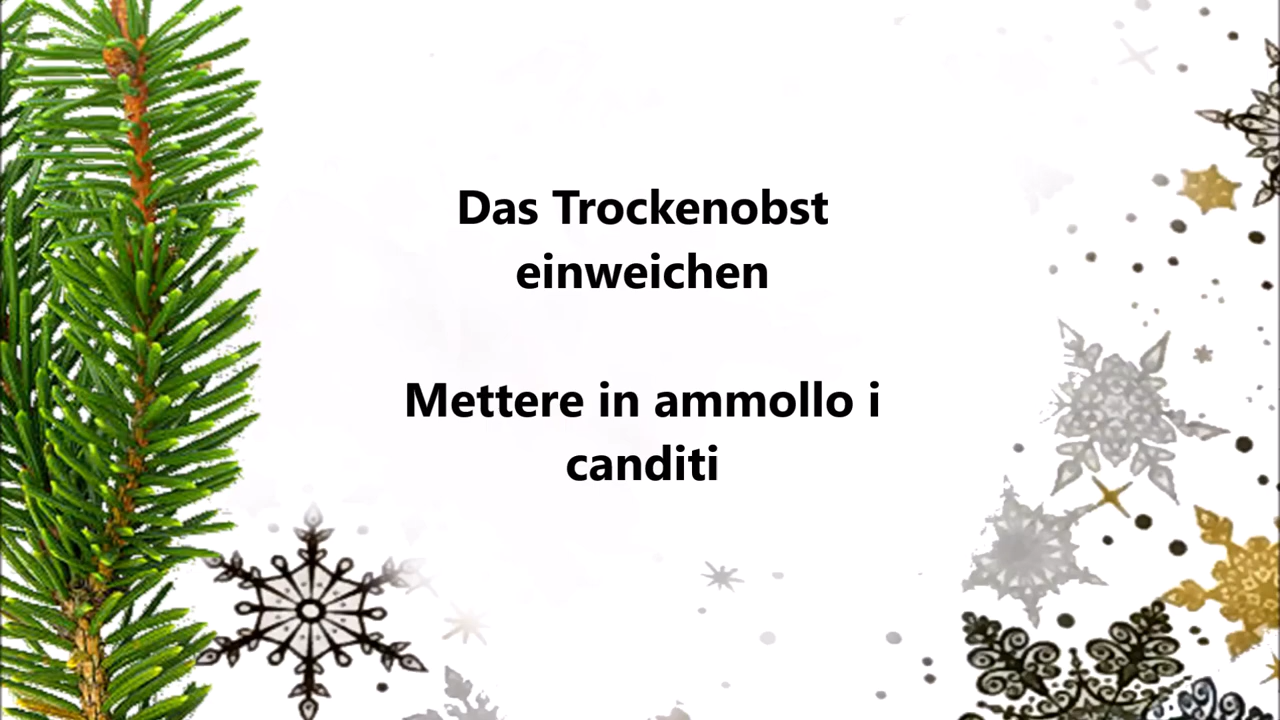 Das Trockenobst
einweichen
Mettere in ammollo i
canditi